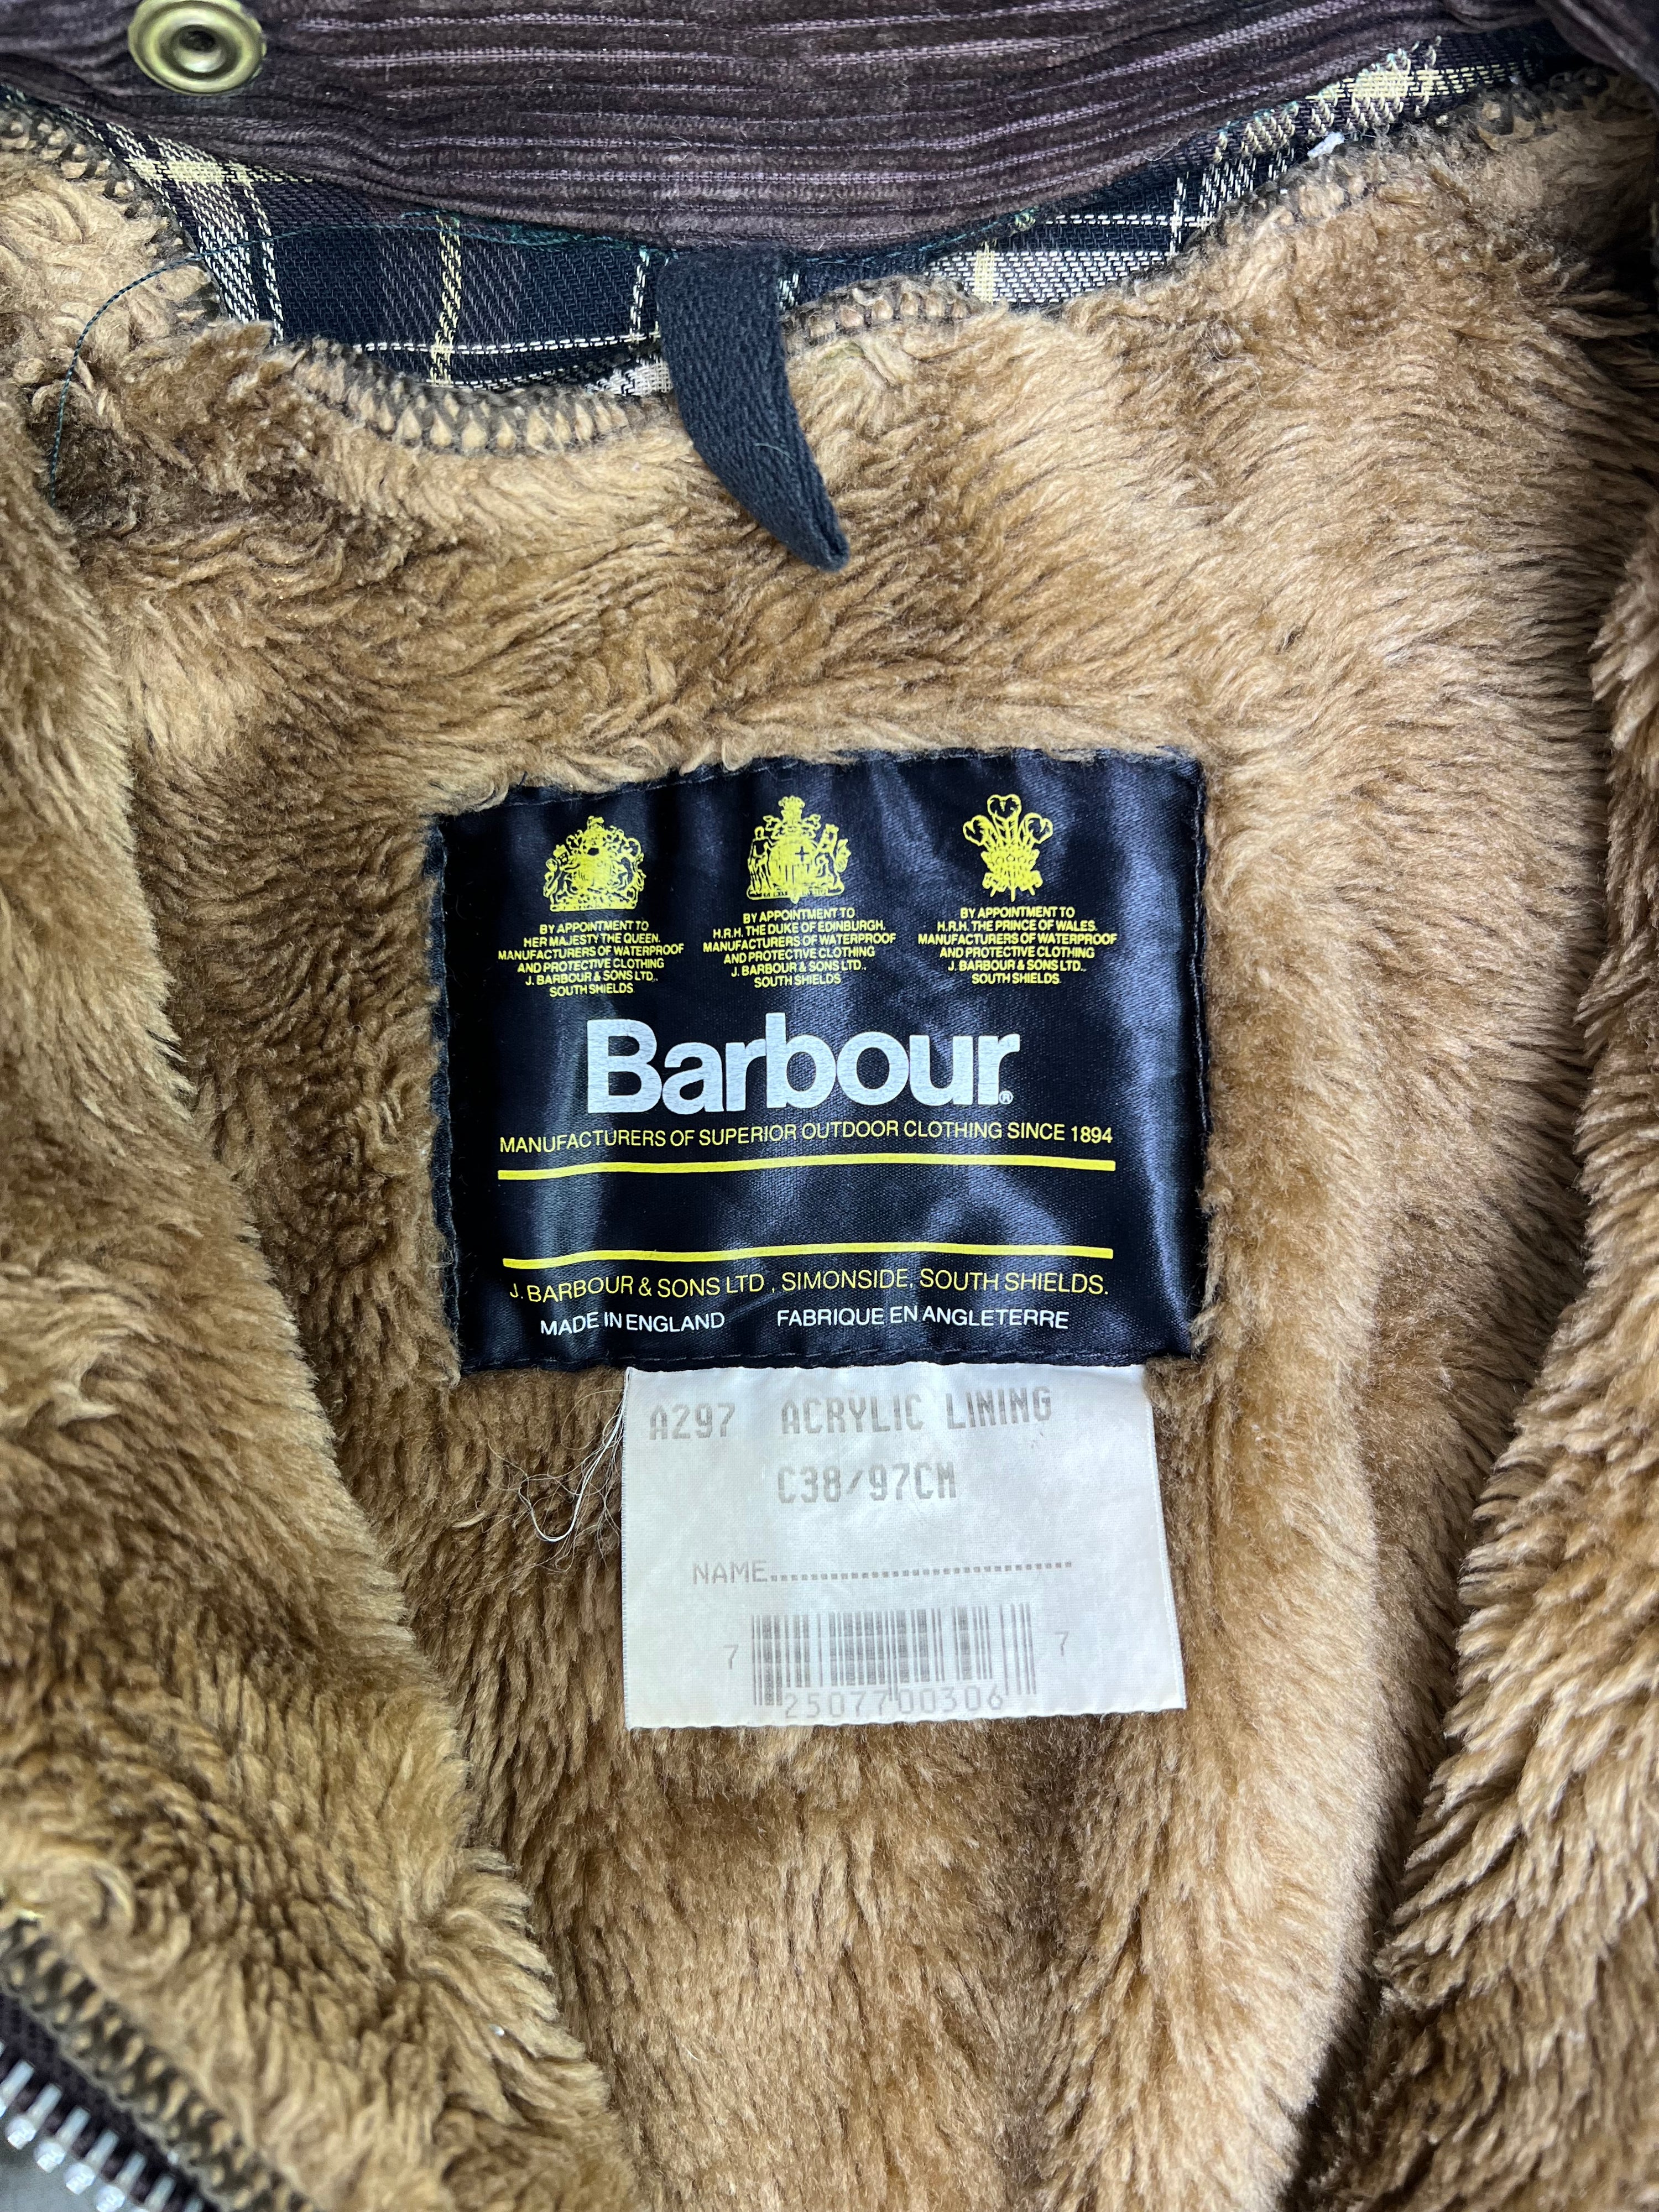 BY APPOINTMENT TO
HER MAJESTY THE QUEEN.
MANUFACTURERS OF WATERPROOF
AND PROTECTIVE CLOTHING
J. BARBOUR & SONS LTD.,
SOUTH SHIELDS.
BY APPOINTMENT TO
H.R.H. THE DUKE OF EDINBURGH.
MANUFACTURERS OF WATERPROOF
AND PROTECTIVE CLOTHING
J. BARBOUR & SONS LTD.,
SOUTH SHIELDS.
BY APPOINTMENT TO
H.R.H. THE PRINCE OF WALES.
MANUFACTURERS OF WATERPROOF
AND PROTECTIVE CLOTHING
J. BARBOUR & SONS LTD.,
SOUTH SHIELDS.
Barbour®
MANUFACTURERS OF SUPERIOR OUTDOOR CLOTHING SINCE 1894
J. BARBOUR & SONS LTD, SIMONSIDE, SOUTH SHIELDS.
MADE IN ENGLAND FABRIQUE EN ANGLETERRE
A297 ACRYLIC LINING
C38/97CM
NAME..............................
7 2507700306 7